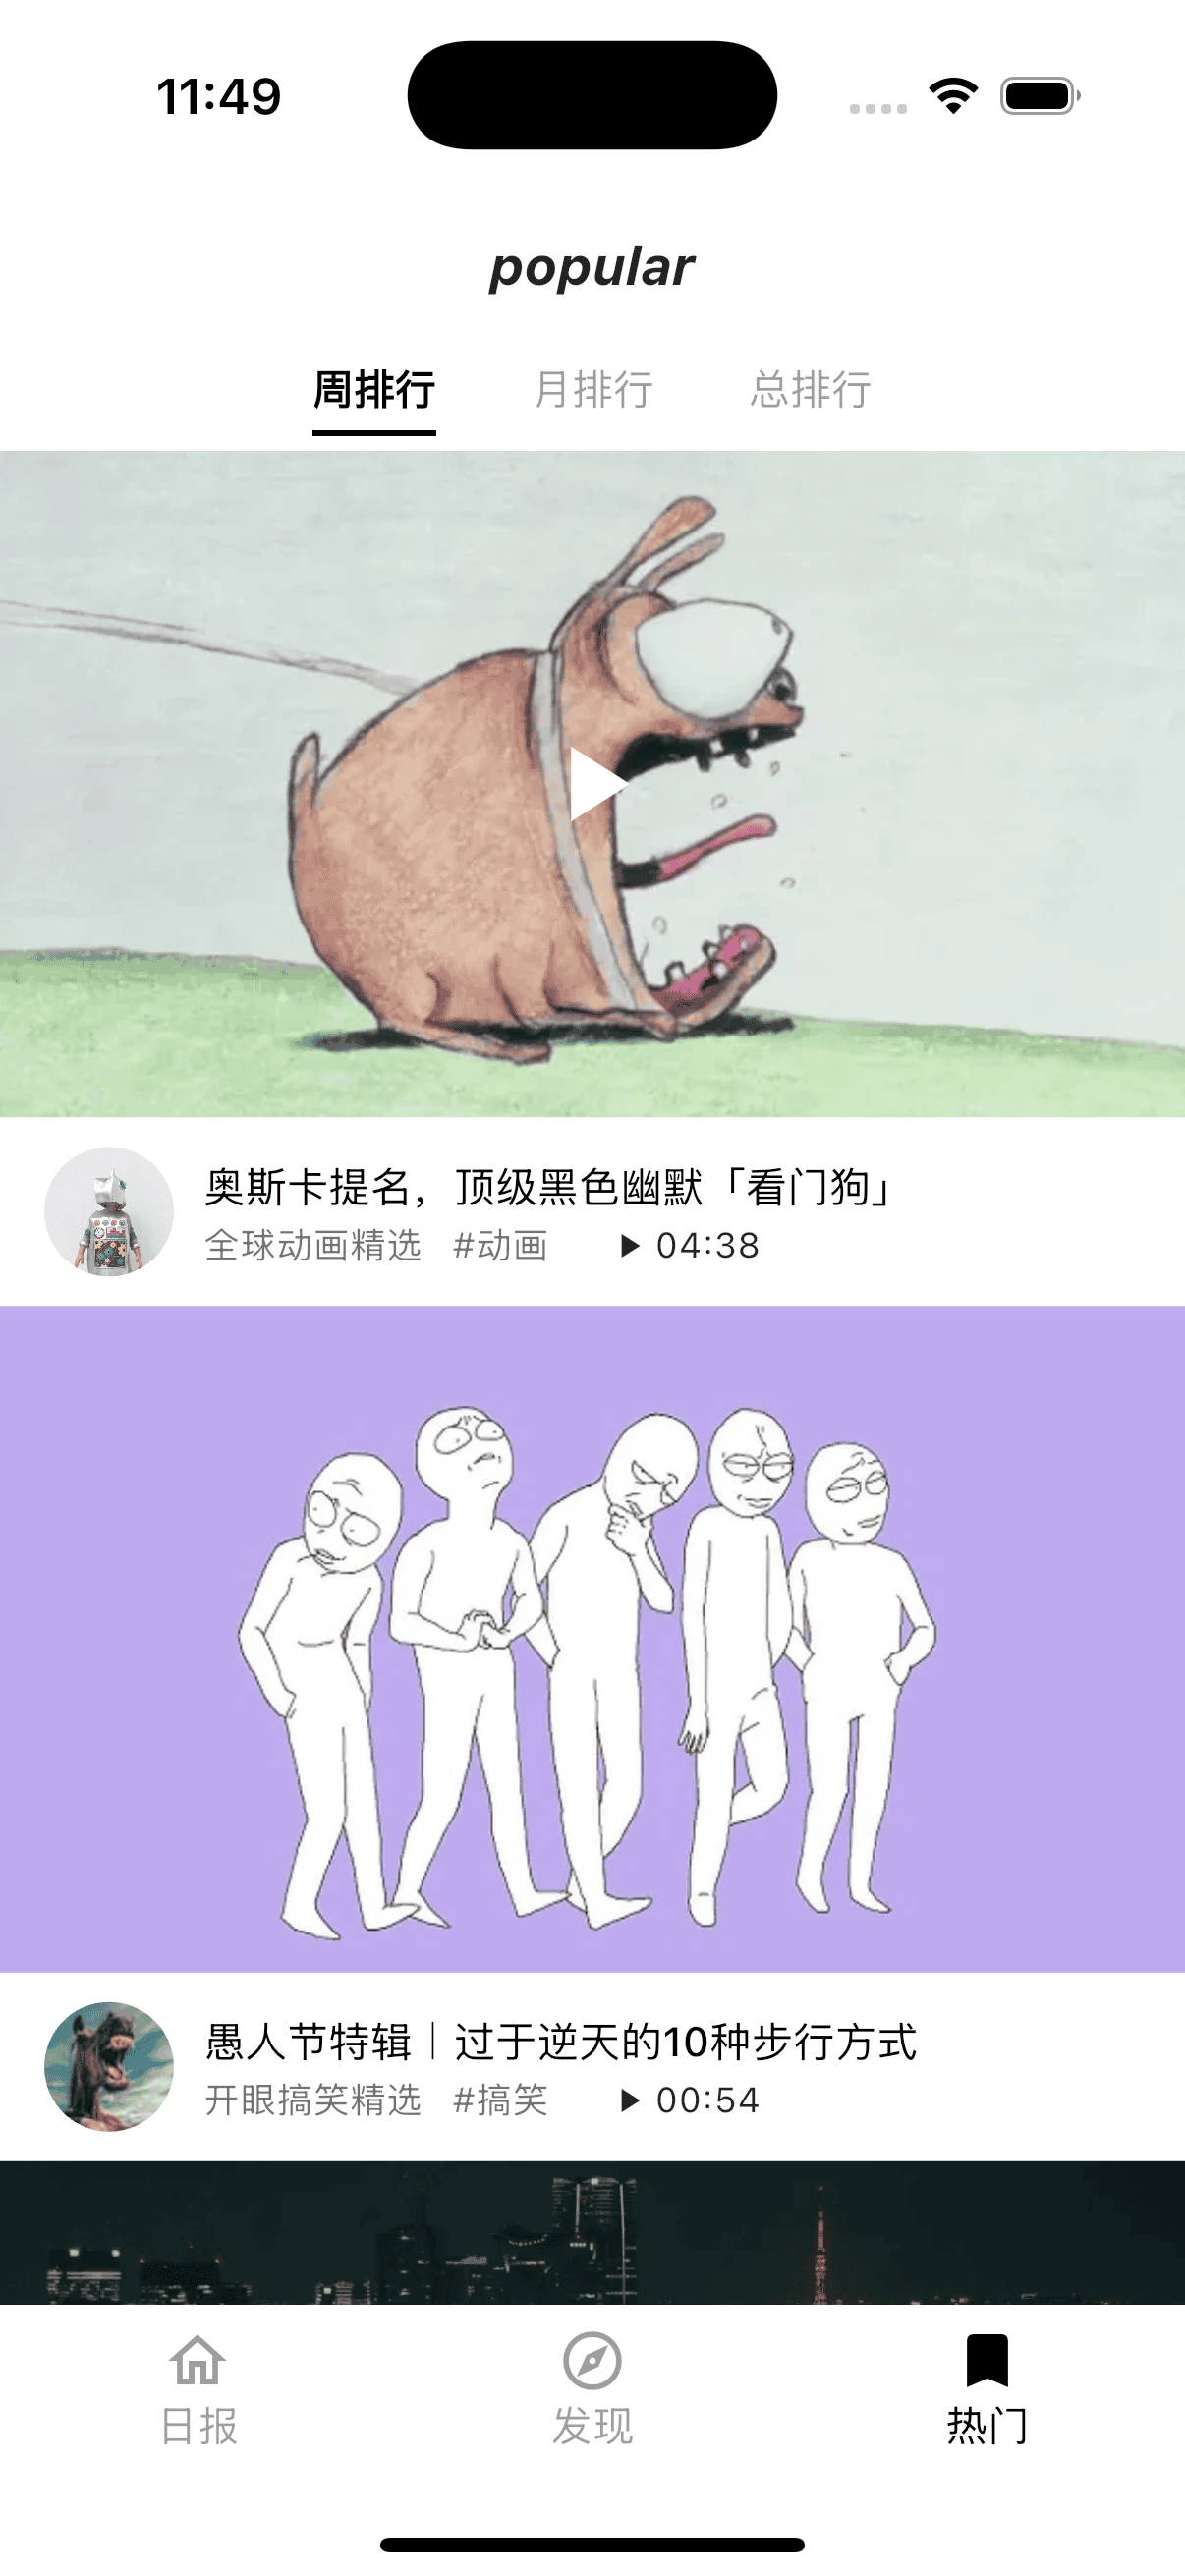 11:49
popular
周排行 月排行 总排行
奥斯卡提名，顶级黑色幽默「看门狗」
全球动画精选 #动画 04:38
愚人节特辑｜过于逆天的10种步行方式
开眼搞笑精选 #搞笑 00:54
日报 发现 热门